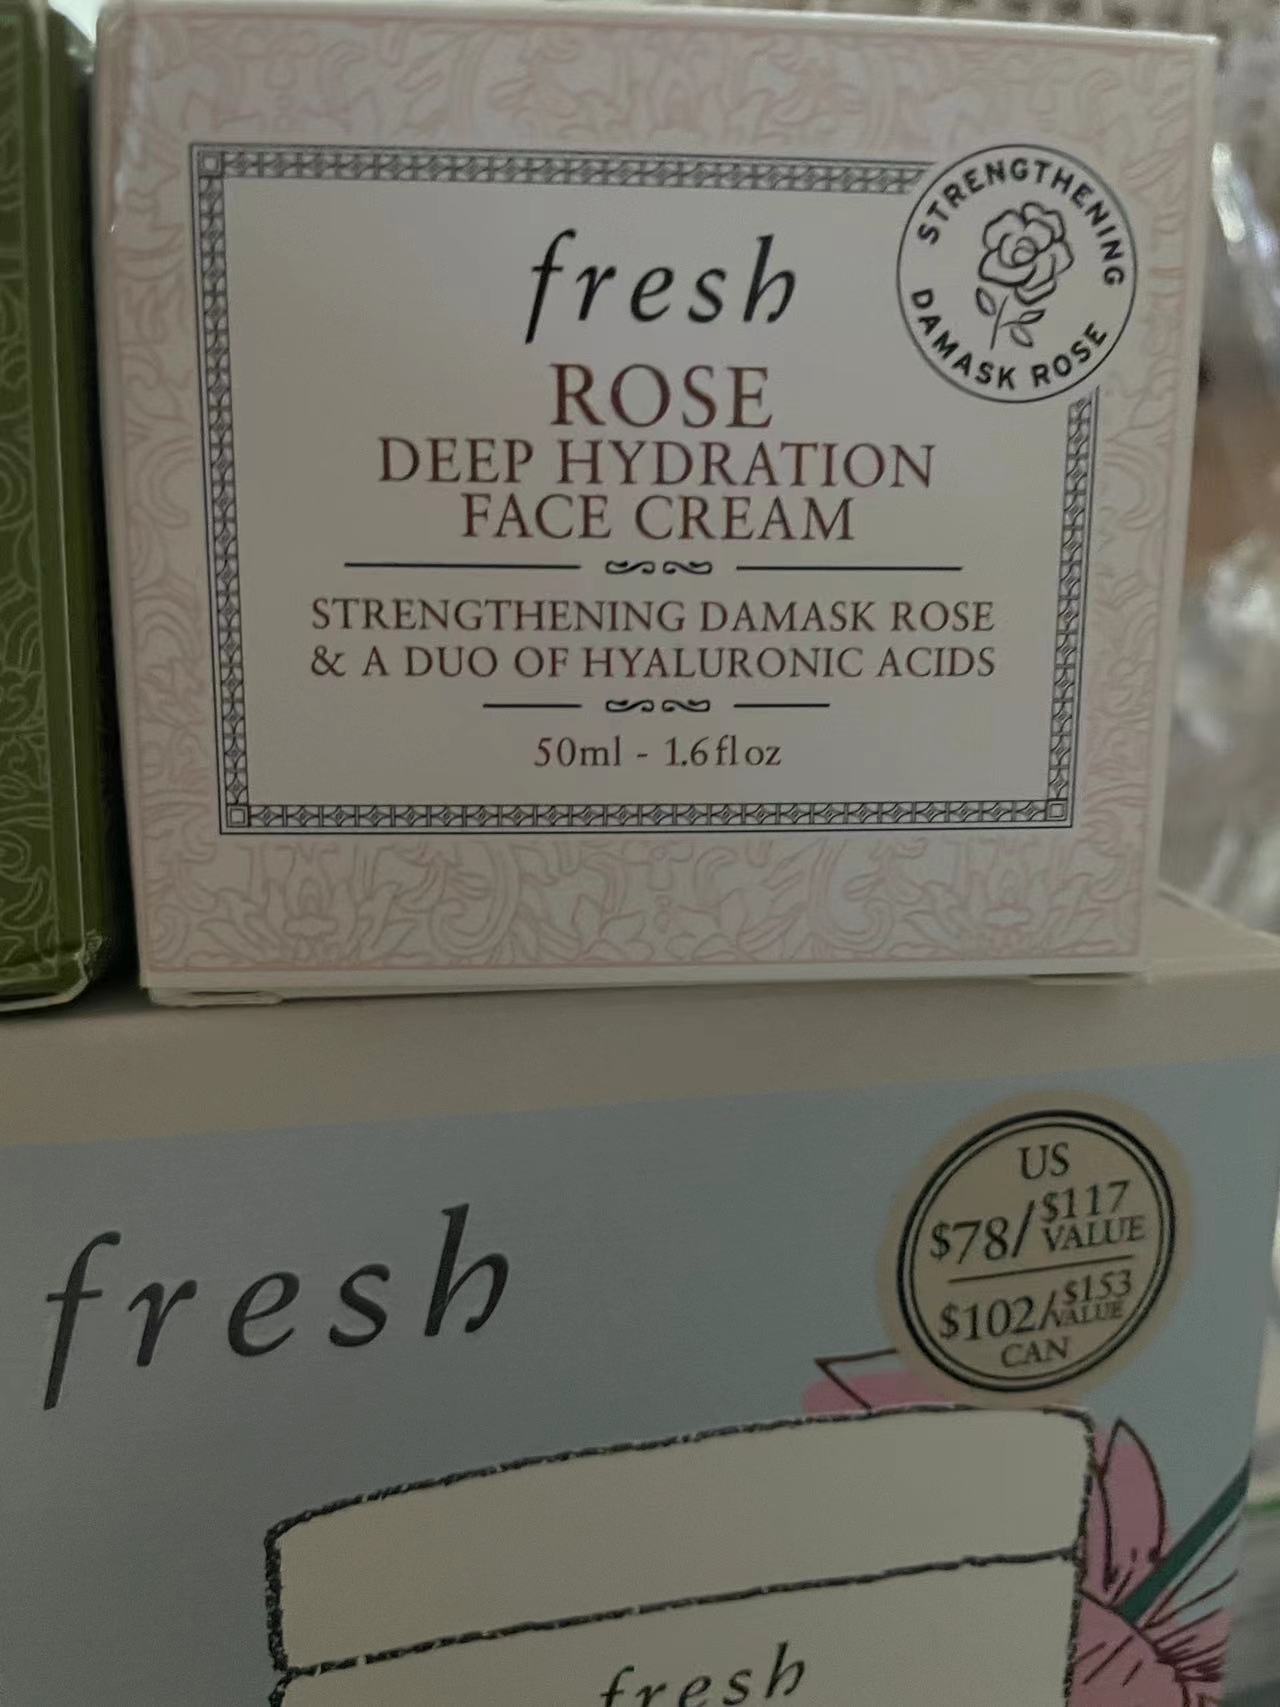 fresh
ROSE
DEEP HYDRATION
FACE CREAM
STRENGTHENING DAMASK ROSE
& A DUO OF HYALURONIC ACIDS
50ml - 1.6 fl oz
STRENGTHENING
DAMASK ROSE
fresh
US
$78/$117
VALUE
$102/$153
VALUE
CAN
fresh